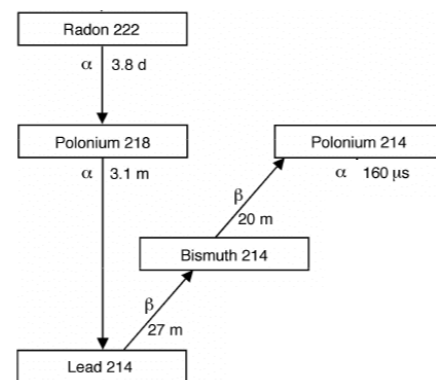 Radon 222
α 3.8 d
Polonium 218
α 3.1 m
Polonium 214
α 160 μs
β
20 m
Bismuth 214
β
27 m
Lead 214